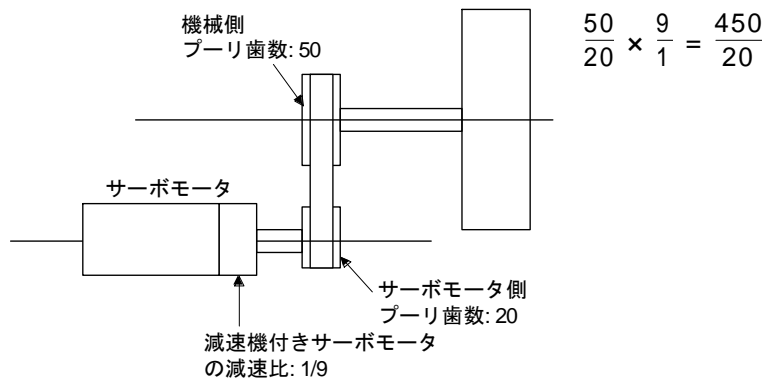 機械側
プーリ歯数: 50
50/20 × 9/1 = 450/20
サーボモータ
サーボモータ側
プーリ歯数: 20
減速機付きサーボモータ
の減速比: 1/9